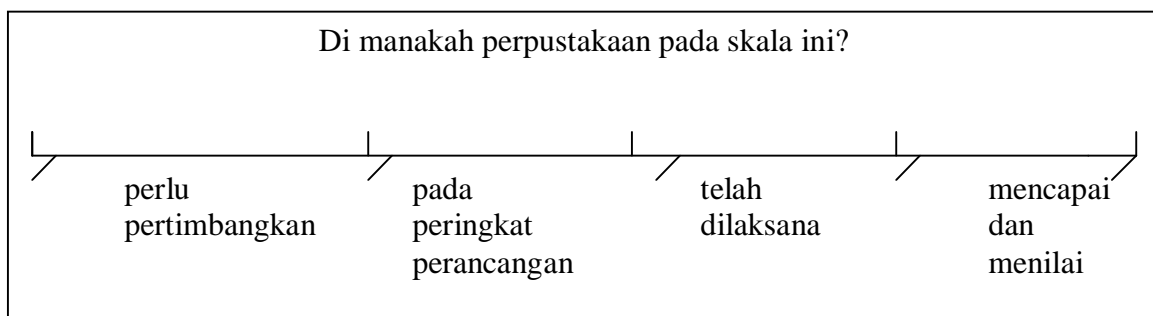 Di manakah perpustakaan pada skala ini?
perlu
pertimbangkan
pada
peringkat
perancangan
telah
dilaksana
mencapai
dan
menilai